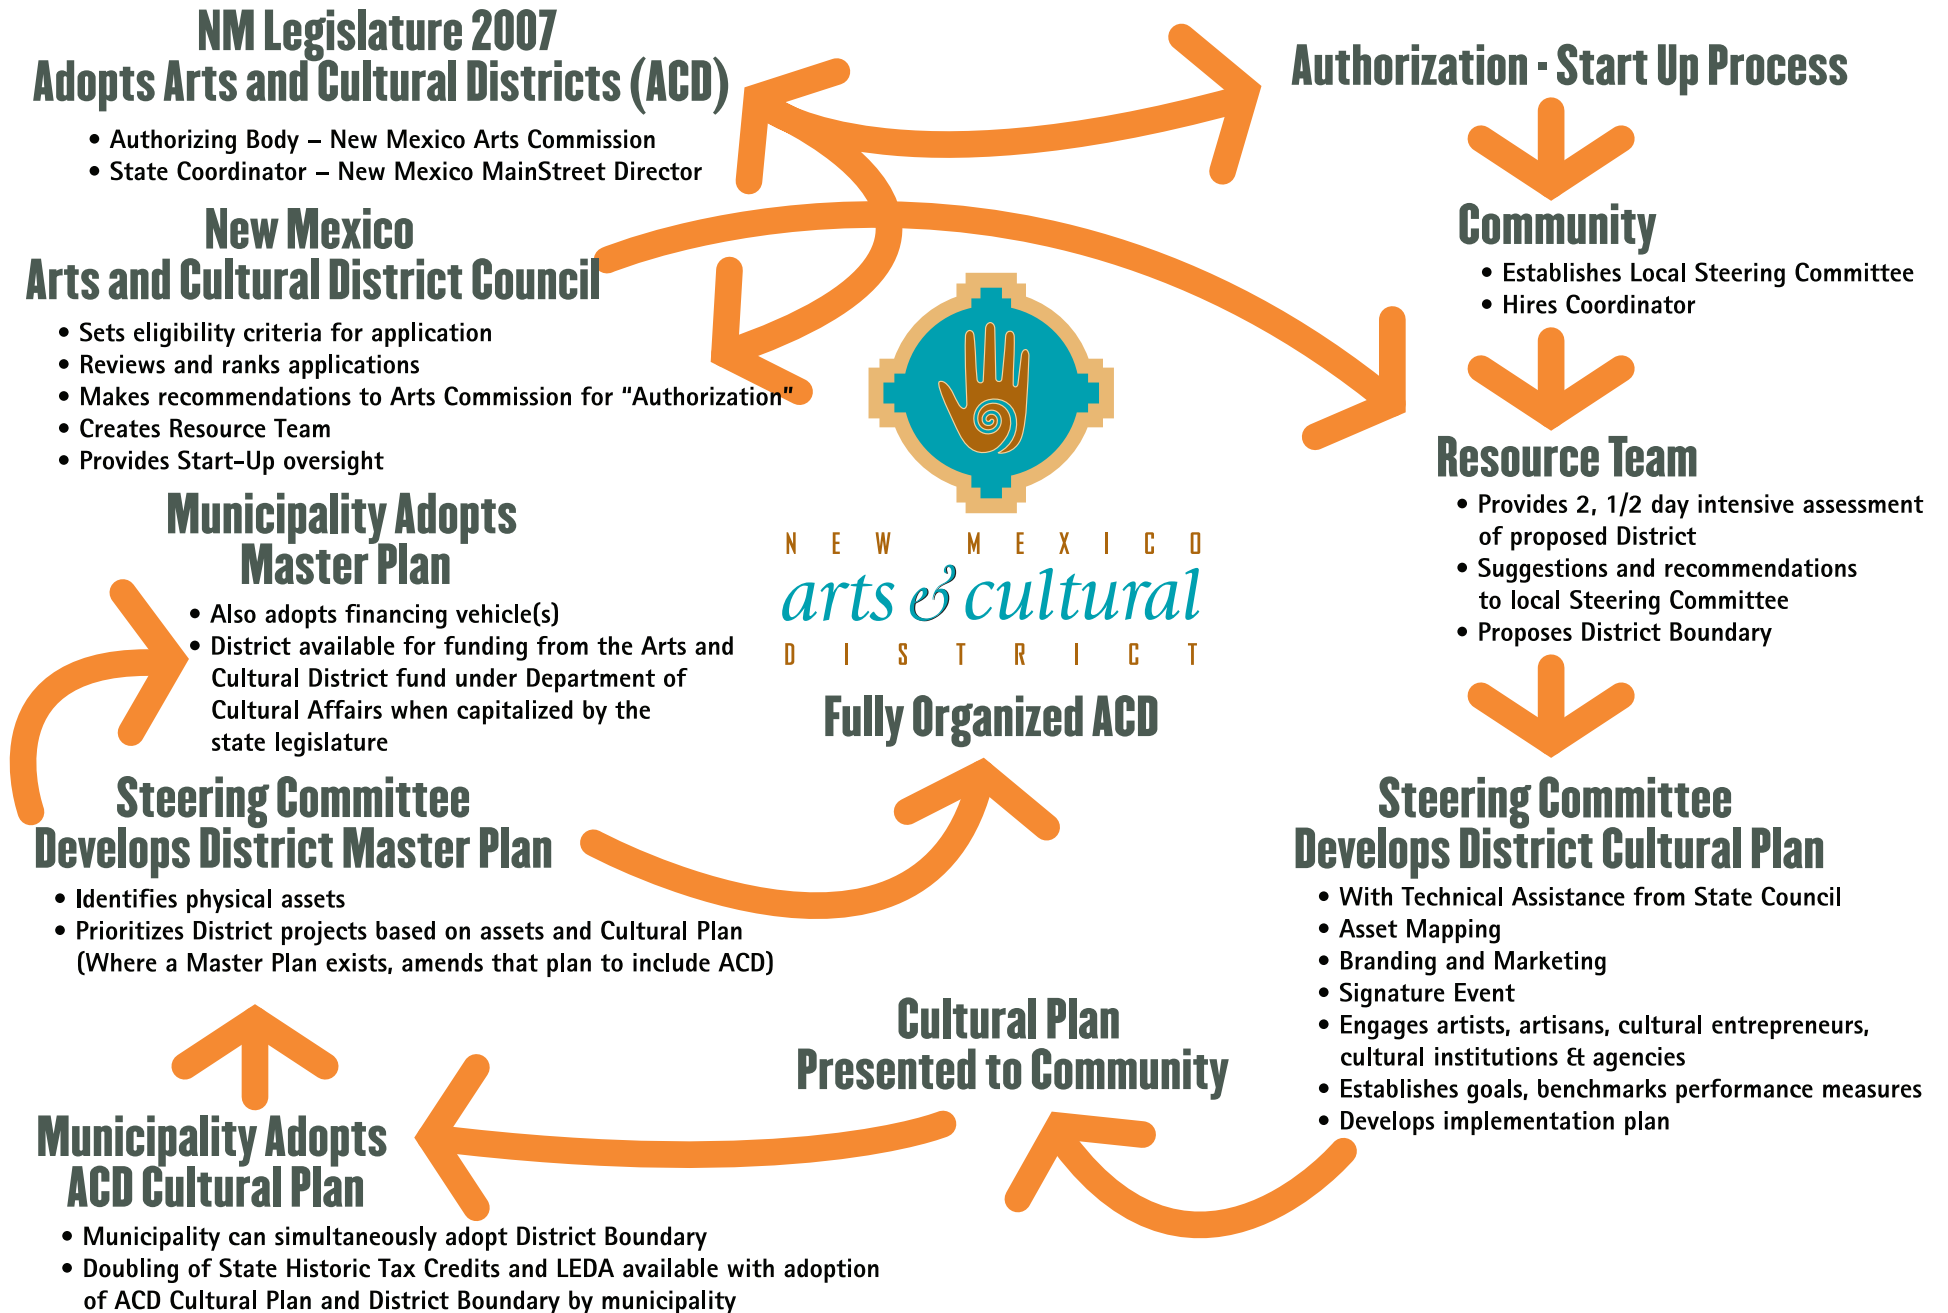 NM Legislature 2007
Adopts Arts and Cultural Districts (ACD)
• Authorizing Body – New Mexico Arts Commission
• State Coordinator – New Mexico MainStreet Director
New Mexico
Arts and Cultural District Council
• Sets eligibility criteria for application
• Reviews and ranks applications
• Makes recommendations to Arts Commission for “Authorization”
• Creates Resource Team
• Provides Start-Up oversight
Municipality Adopts
Master Plan
• Also adopts financing vehicle(s)
• District available for funding from the Arts and
Cultural District fund under Department of
Cultural Affairs when capitalized by the
state legislature
Steering Committee
Develops District Master Plan
• Identifies physical assets
• Prioritizes District projects based on assets and Cultural Plan
(Where a Master Plan exists, amends that plan to include ACD)
Municipality Adopts
ACD Cultural Plan
• Municipality can simultaneously adopt District Boundary
• Doubling of State Historic Tax Credits and LEDA available with adoption
of ACD Cultural Plan and District Boundary by municipality
NEW MEXICO
arts & cultural
DISTRICT
Fully Organized ACD
Cultural Plan
Presented to Community
Authorization - Start Up Process
Community
• Establishes Local Steering Committee
• Hires Coordinator
Resource Team
• Provides 2, 1/2 day intensive assessment
of proposed District
• Suggestions and recommendations
to local Steering Committee
• Proposes District Boundary
Steering Committee
Develops District Cultural Plan
• With Technical Assistance from State Council
• Asset Mapping
• Branding and Marketing
• Signature Event
• Engages artists, artisans, cultural entrepreneurs,
cultural institutions & agencies
• Establishes goals, benchmarks performance measures
• Develops implementation plan